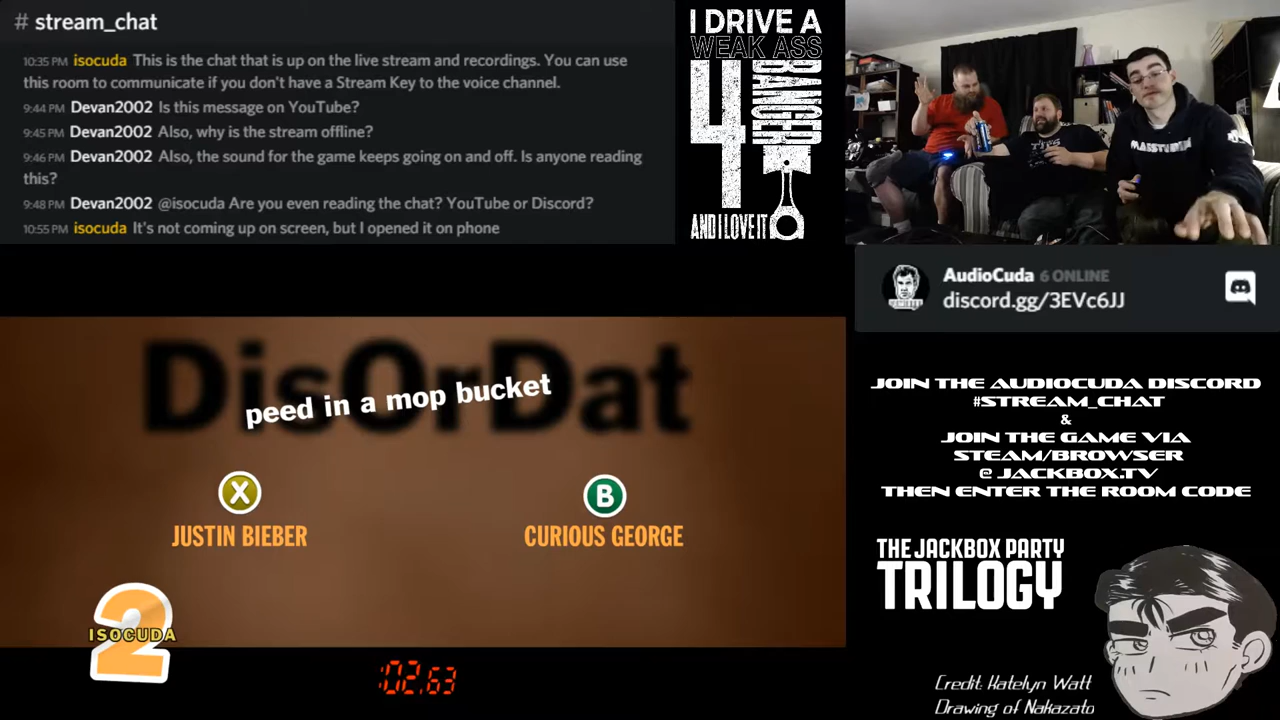 # stream_chat
10:35 PM isocuda This is the chat that is up on the live stream and recordings. You can use
this room to communicate if you don't have a Stream Key to the voice channel.
9:44 PM Devan2002 Is this message on YouTube?
9:45 PM Devan2002 Also, why is the stream offline?
9:46 PM Devan2002 Also, the sound for the game keeps going on and off. Is anyone reading
this?
9:48 PM Devan2002 @isocuda Are you even reading the chat? YouTube or Discord?
10:55 PM isocuda It's not coming up on screen, but I opened it on phone
I DRIVE A
WEAK ASS
4
BANGER
AND I LOVE IT
AudioCuda 6 ONLINE
discord.gg/3EVc6JJ
DisOrDat
peed in a mop bucket
X
JUSTIN BIEBER
B
CURIOUS GEORGE
2
ISOCUDA
:02.63
JOIN THE AUDIOCUDA DISCORD
#STREAM_CHAT
&
JOIN THE GAME VIA
STEAM/BROWSER
@ JACKBOX.TV
THEN ENTER THE ROOM CODE
THE JACKBOX PARTY
TRILOGY
Credit: Katelyn Watt
Drawing of Nakazato